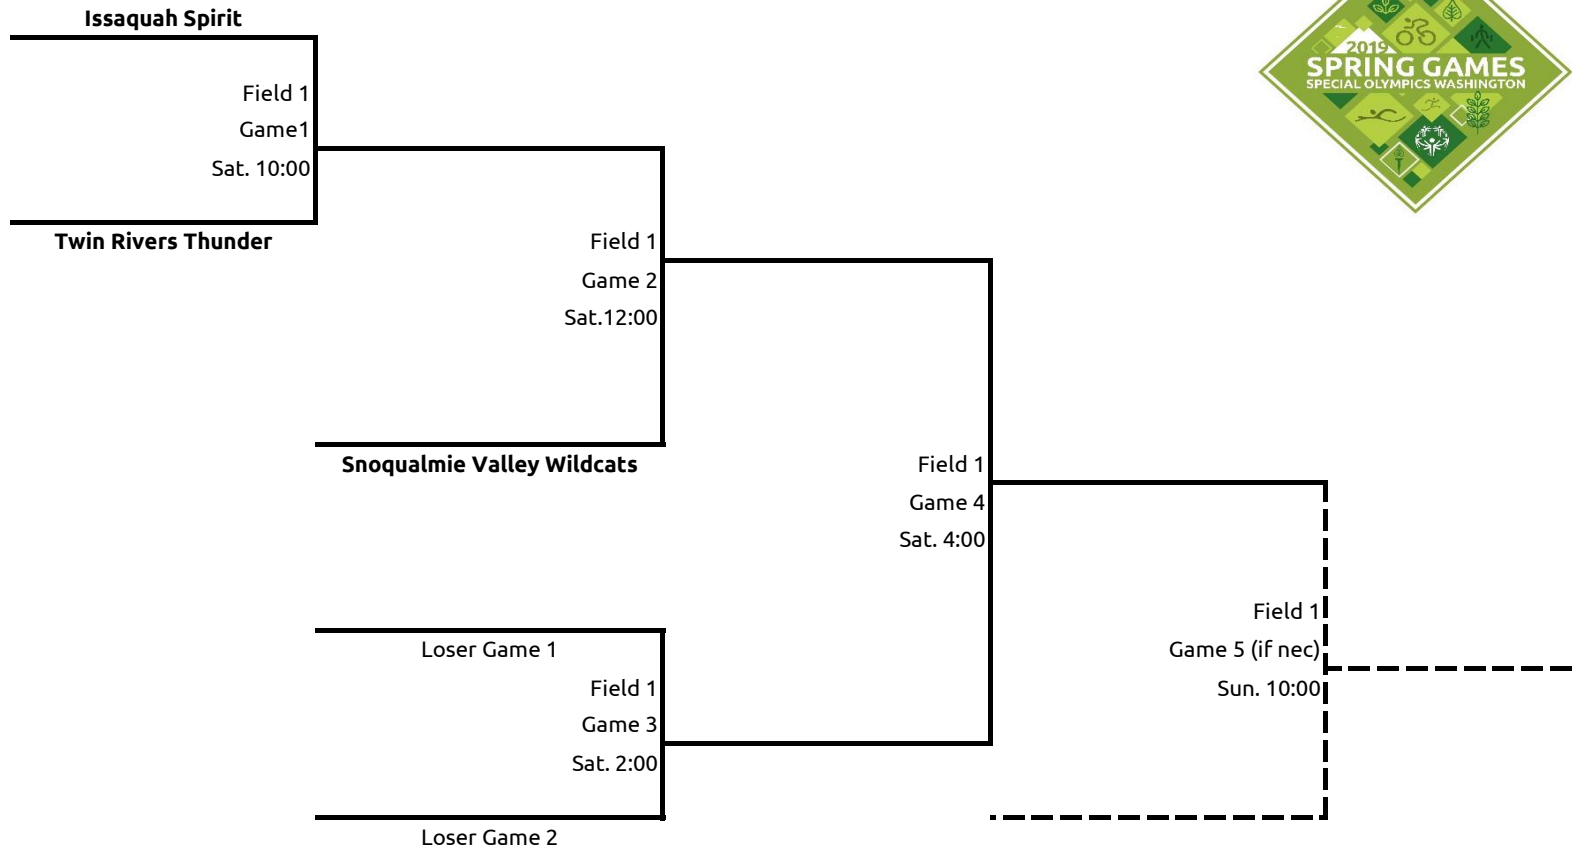 Issaquah Spirit
2019
SPRING GAMES
SPECIAL OLYMPICS WASHINGTON
Field 1
Game1
Sat. 10:00
Twin Rivers Thunder
Field 1
Game 2
Sat.12:00
Snoqualmie Valley Wildcats
Field 1
Game 4
Sat. 4:00
Field 1
Game 5 (if nec)
Sun. 10:00
Loser Game 1
Field 1
Game 3
Sat. 2:00
Loser Game 2